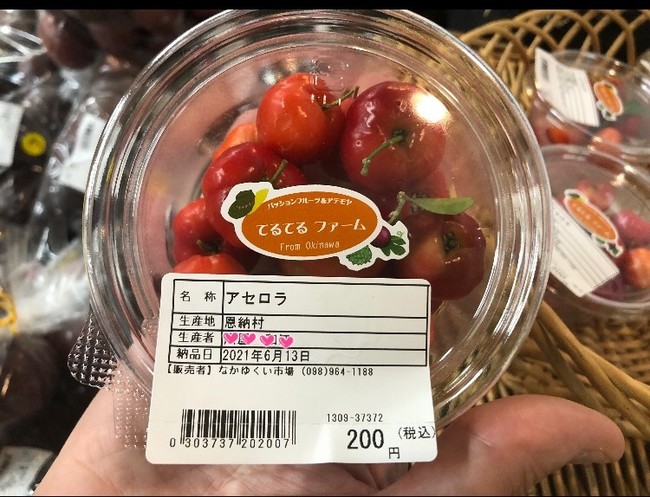 パッションフルーツ&アテモヤ
てるてるファーム
From Okinawa
名称 アセロラ
生産地 恩納村
生産者
納品日 2021年6月13日
【販売者】なかゆくい市場 (098)964-1188
1309-37372
0 303737 202007
200円 (税込)